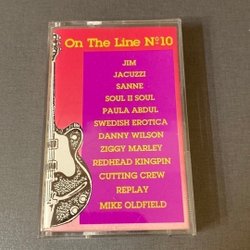 On The Line Nº10
JIM
JACUZZI
SANNE
SOUL II SOUL
PAULA ABDUL
SWEDISH EROTICA
DANNY WILSON
ZIGGY MARLEY
REDHEAD KINGPIN
CUTTING CREW
REPLAY
MIKE OLDFIELD